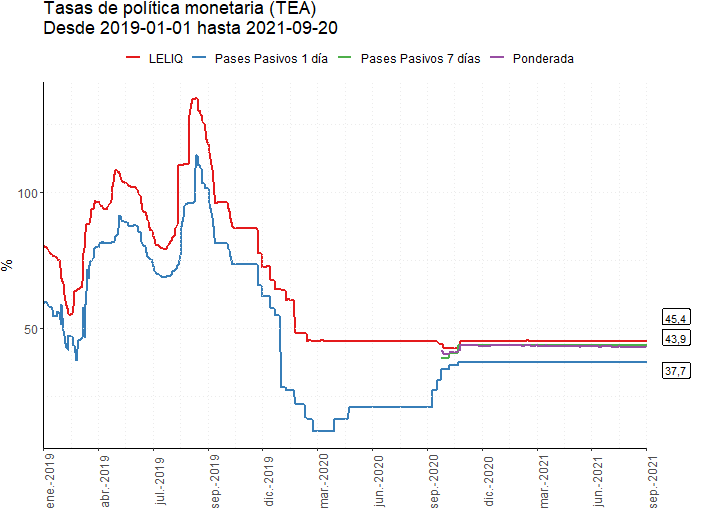 Tasas de política monetaria (TEA)
Desde 2019-01-01 hasta 2021-09-20
LELIQ Pases Pasivos 1 día Pases Pasivos 7 días Ponderada
%
100
50
45,4
43,9
37,7
ene.-2019
abr.-2019
jul.-2019
sep.-2019
dic.-2019
mar.-2020
jun.-2020
sep.-2020
dic.-2020
mar.-2021
jun.-2021
sep.-2021